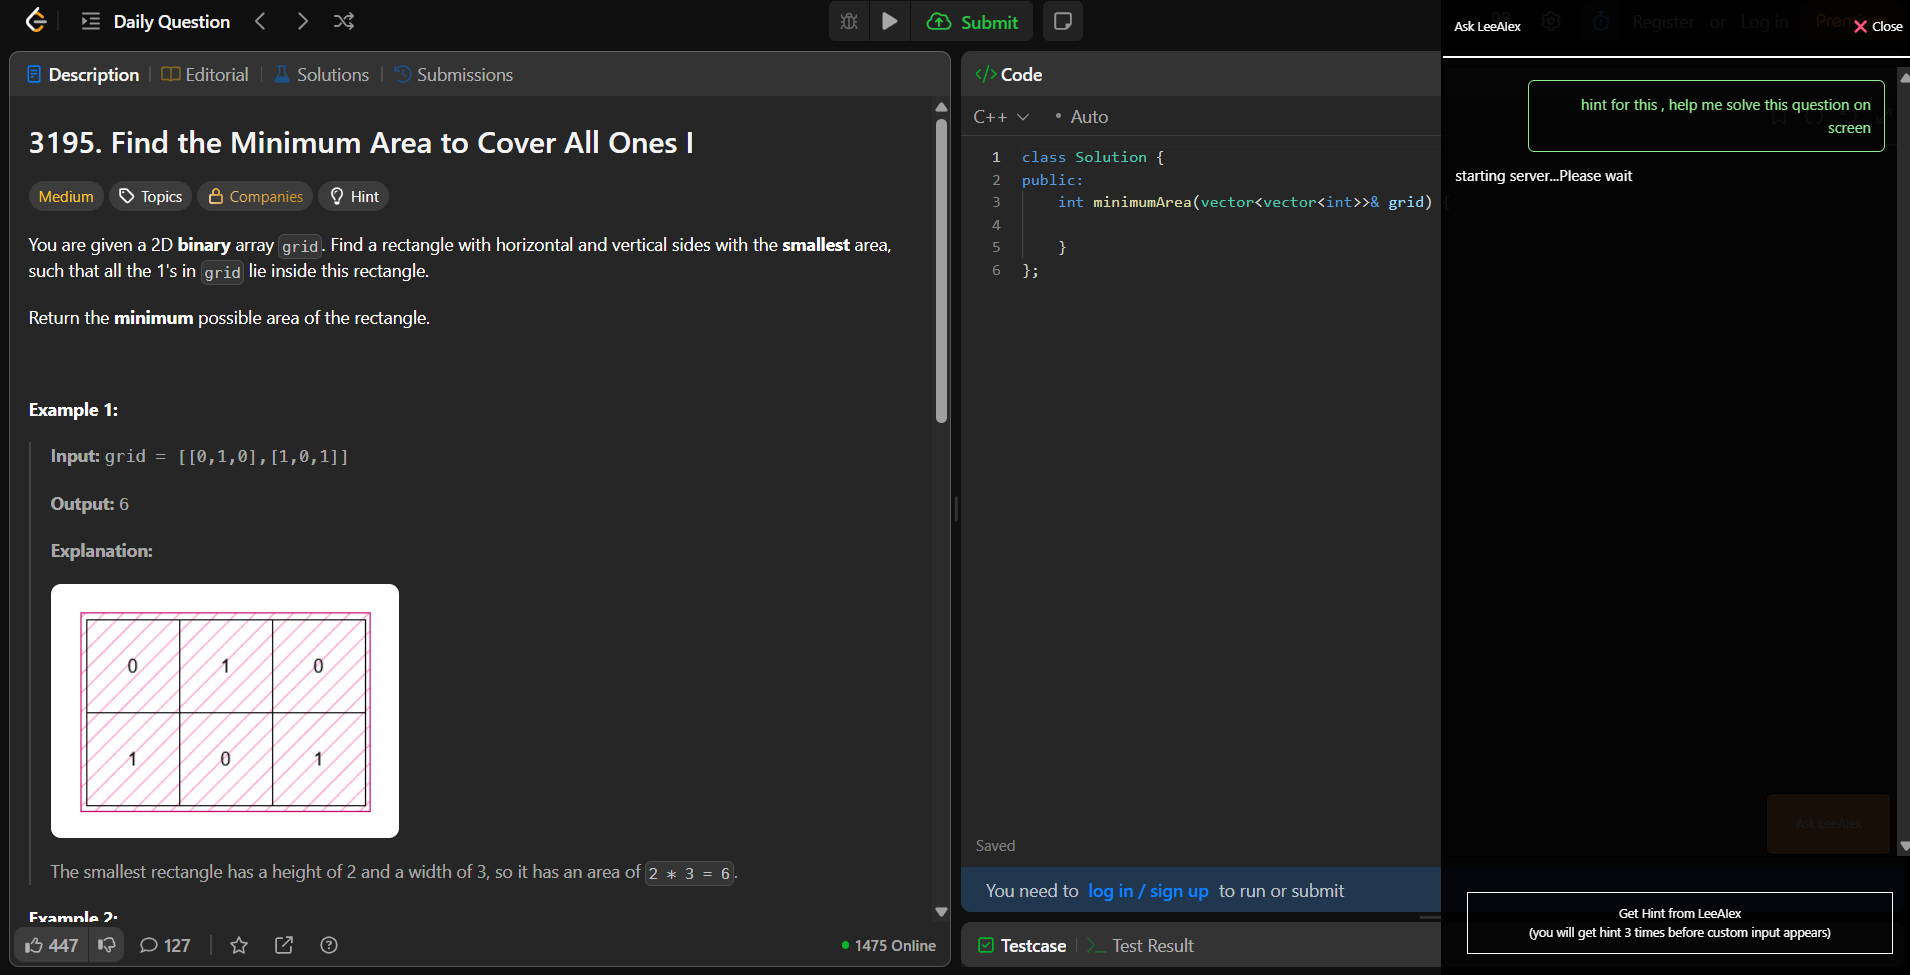 Daily Question
Submit
Register or Log in
Ask LeeAlex
Close
Description
Editorial
Solutions
Submissions
Code
C++
• Auto
3195. Find the Minimum Area to Cover All Ones I
Medium
Topics
Companies
Hint
You are given a 2D binary array grid. Find a rectangle with horizontal and vertical sides with the smallest area,
such that all the 1's in grid lie inside this rectangle.
Return the minimum possible area of the rectangle.
Example 1:
Input: grid = [[0,1,0],[1,0,1]]
Output: 6
Explanation:
0 1 0
1 0 1
The smallest rectangle has a height of 2 and a width of 3, so it has an area of 2 * 3 = 6.
Example 2:
447
127
1475 Online
1 class Solution {
2 public:
3 int minimumArea(vector<vector<int>>& grid) {
4
5 }
6 };
Saved
You need to log in / sign up to run or submit
Testcase
Test Result
hint for this , help me solve this question on
screen
starting server...Please wait
Ask LeeAlex
Get Hint from LeeAlex
(you will get hint 3 times before custom input appears)